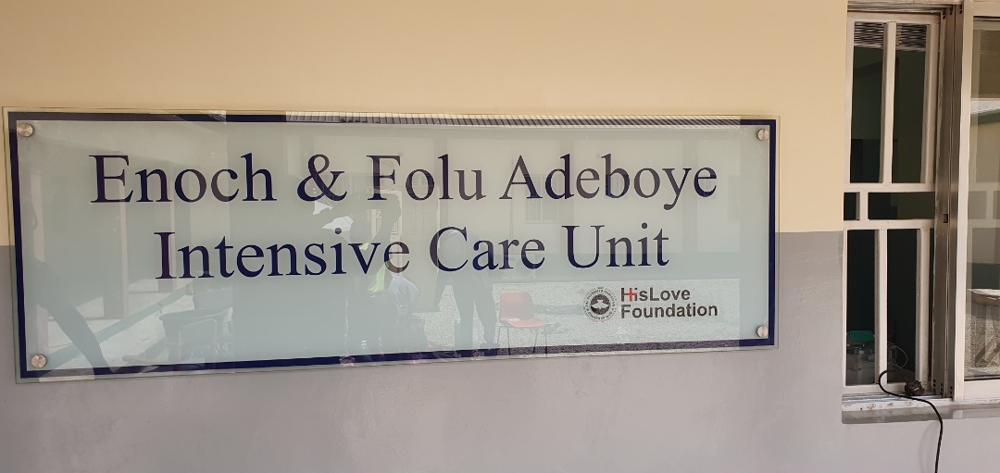 Enoch & Folu Adeboye
Intensive Care Unit
HisLove
Foundation